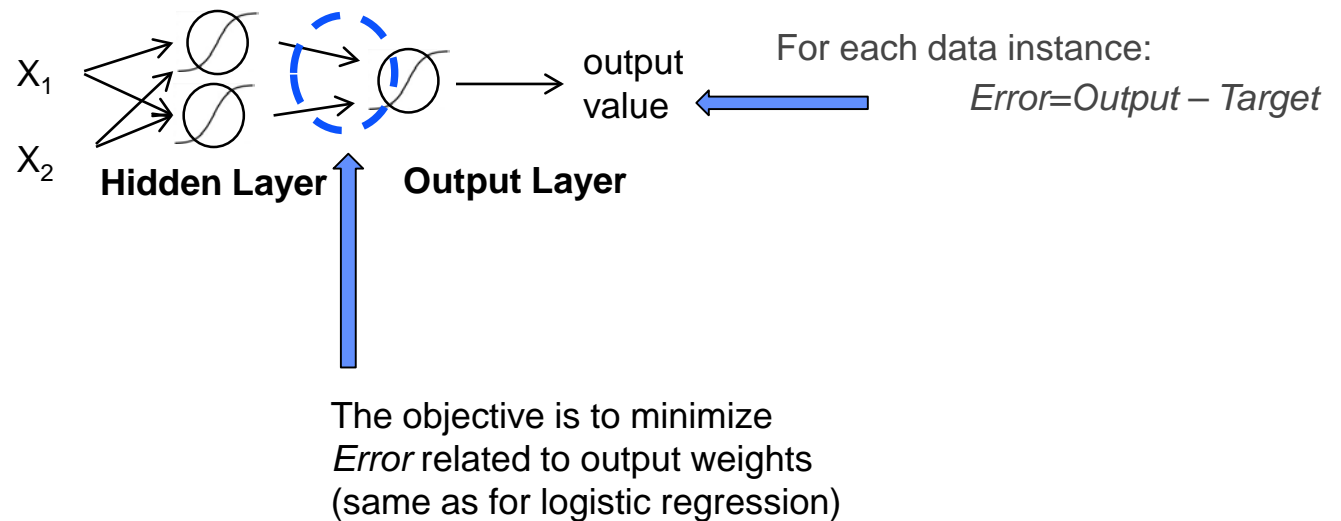 X₁
X₂
Hidden Layer
Output Layer
output
value
For each data instance:
Error=Output – Target
The objective is to minimize
Error related to output weights
(same as for logistic regression)